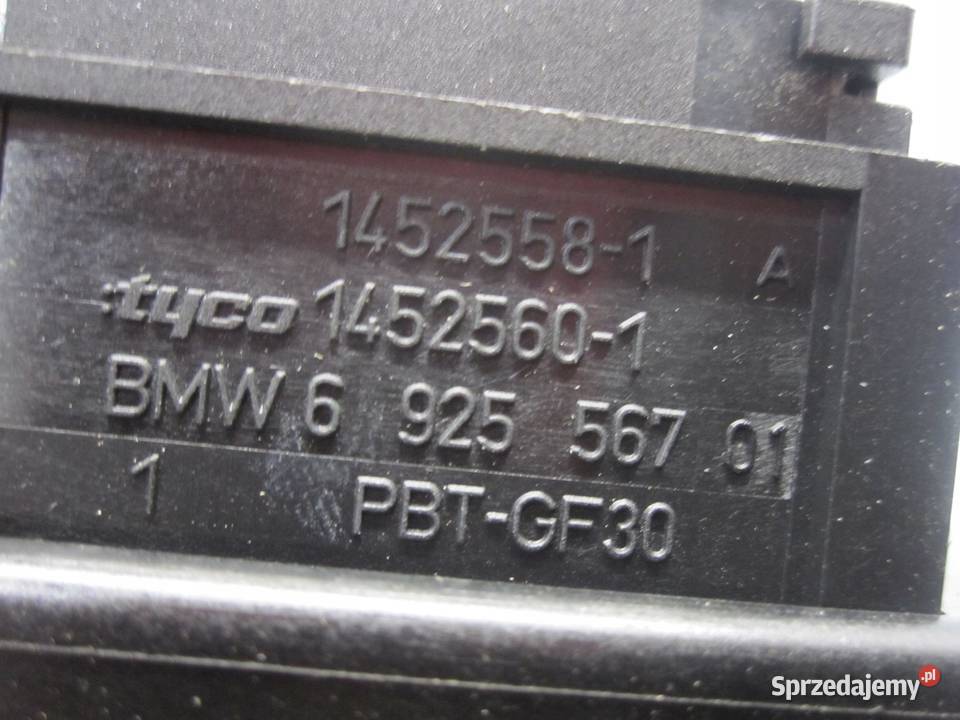 1452558-1 A
tyco 1452560-1
BMW 6 925 567 01
1 PBT-GF30
Sprzedajemy.pl